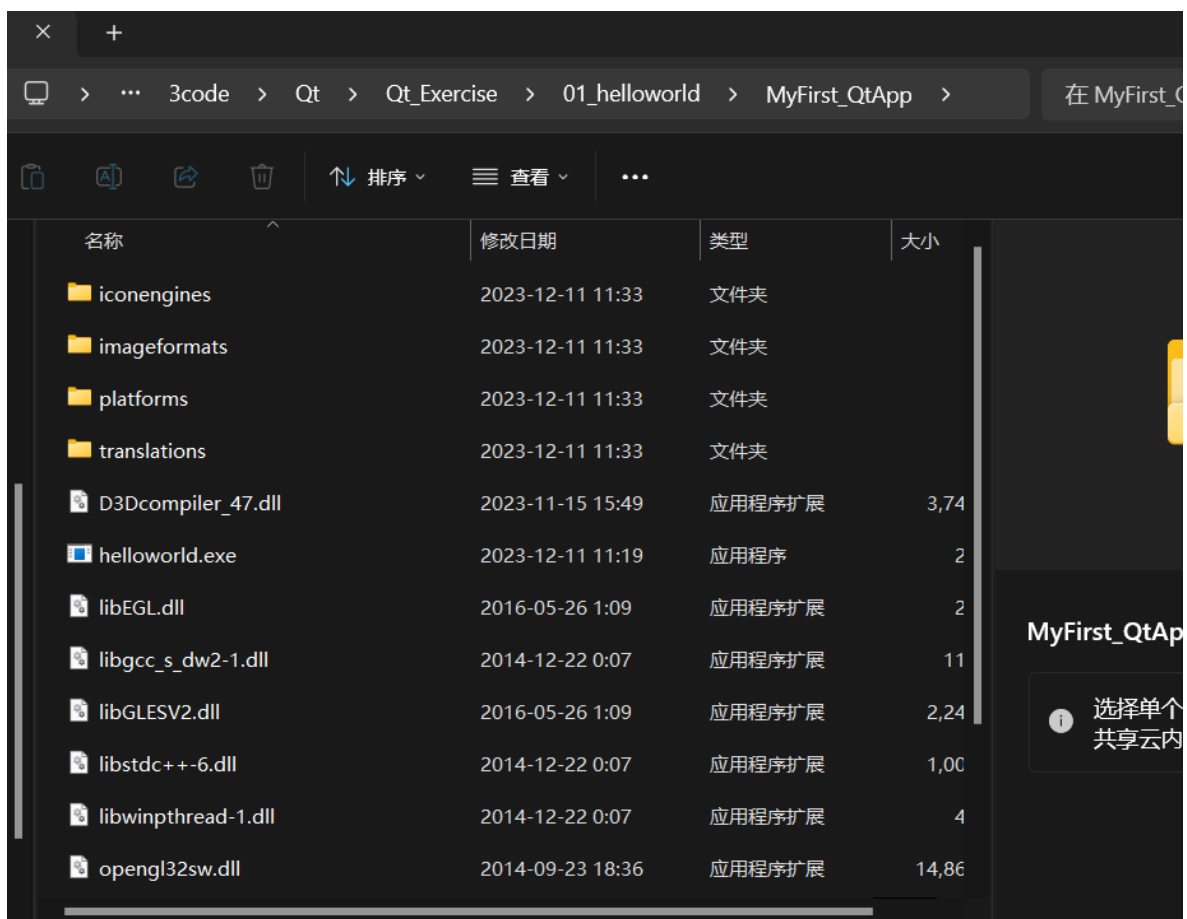 3code > Qt > Qt_Exercise > 01_helloworld > MyFirst_QtApp >
在 MyFirst_
排序 查看
名称 修改日期 类型 大小
iconengines 2023-12-11 11:33 文件夹
imageformats 2023-12-11 11:33 文件夹
platforms 2023-12-11 11:33 文件夹
translations 2023-12-11 11:33 文件夹
D3Dcompiler_47.dll 2023-11-15 15:49 应用程序扩展 3,74
helloworld.exe 2023-12-11 11:19 应用程序 2
libEGL.dll 2016-05-26 1:09 应用程序扩展 2
libgcc_s_dw2-1.dll 2014-12-22 0:07 应用程序扩展 11
libGLESV2.dll 2016-05-26 1:09 应用程序扩展 2,24
libstdc++-6.dll 2014-12-22 0:07 应用程序扩展 1,00
libwinpthread-1.dll 2014-12-22 0:07 应用程序扩展 4
opengl32sw.dll 2014-09-23 18:36 应用程序扩展 14,86
MyFirst_QtAp
选择单个
共享云内